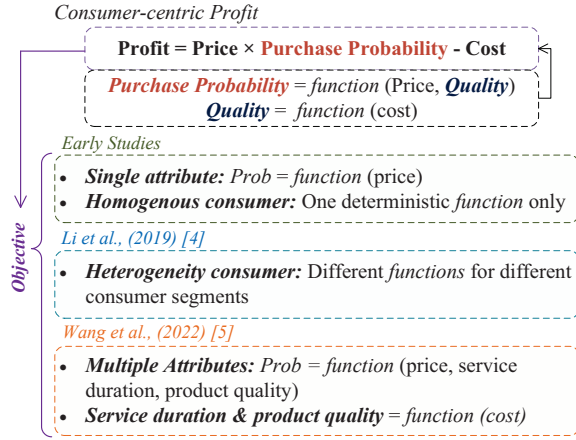 Consumer-centric Profit
Profit = Price × Purchase Probability - Cost
Purchase Probability = function (Price, Quality)
Quality = function (cost)
Early Studies
• Single attribute: Prob = function (price)
• Homogenous consumer: One deterministic function only
Li et al., (2019) [4]
• Heterogeneity consumer: Different functions for different
consumer segments
Wang et al., (2022) [5]
• Multiple Attributes: Prob = function (price, service
duration, product quality)
• Service duration & product quality = function (cost)
Objective